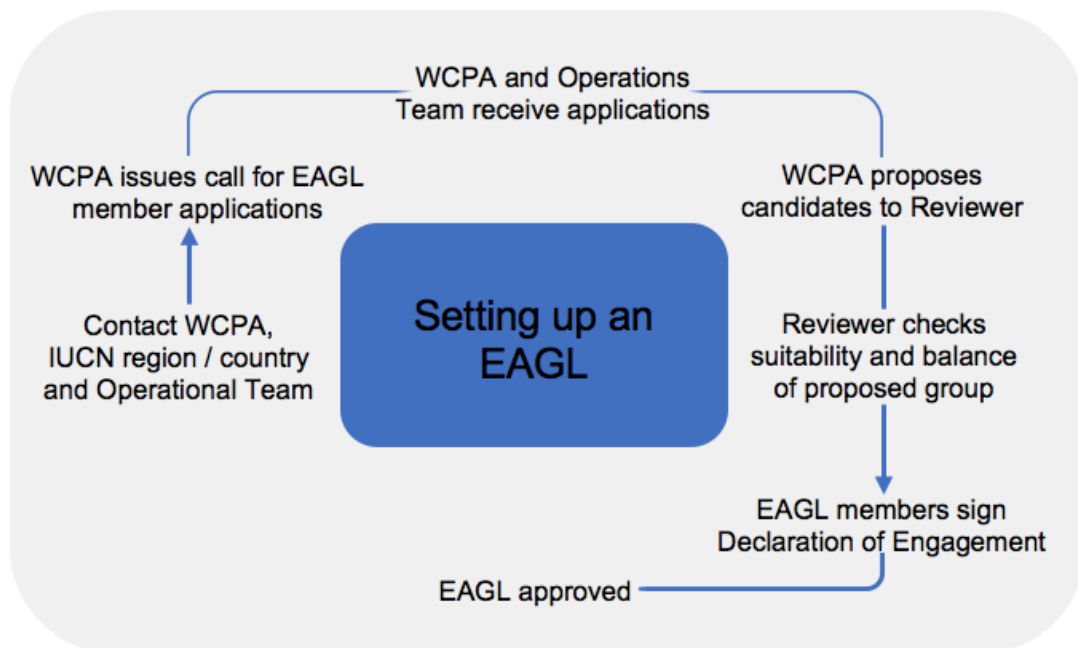 WCPA and Operations
Team receive applications
WCPA issues call for EAGL
member applications
WCPA proposes
candidates to Reviewer
Setting up an
EAGL
Contact WCPA,
IUCN region / country
and Operational Team
Reviewer checks
suitability and balance
of proposed group
EAGL members sign
Declaration of Engagement
EAGL approved